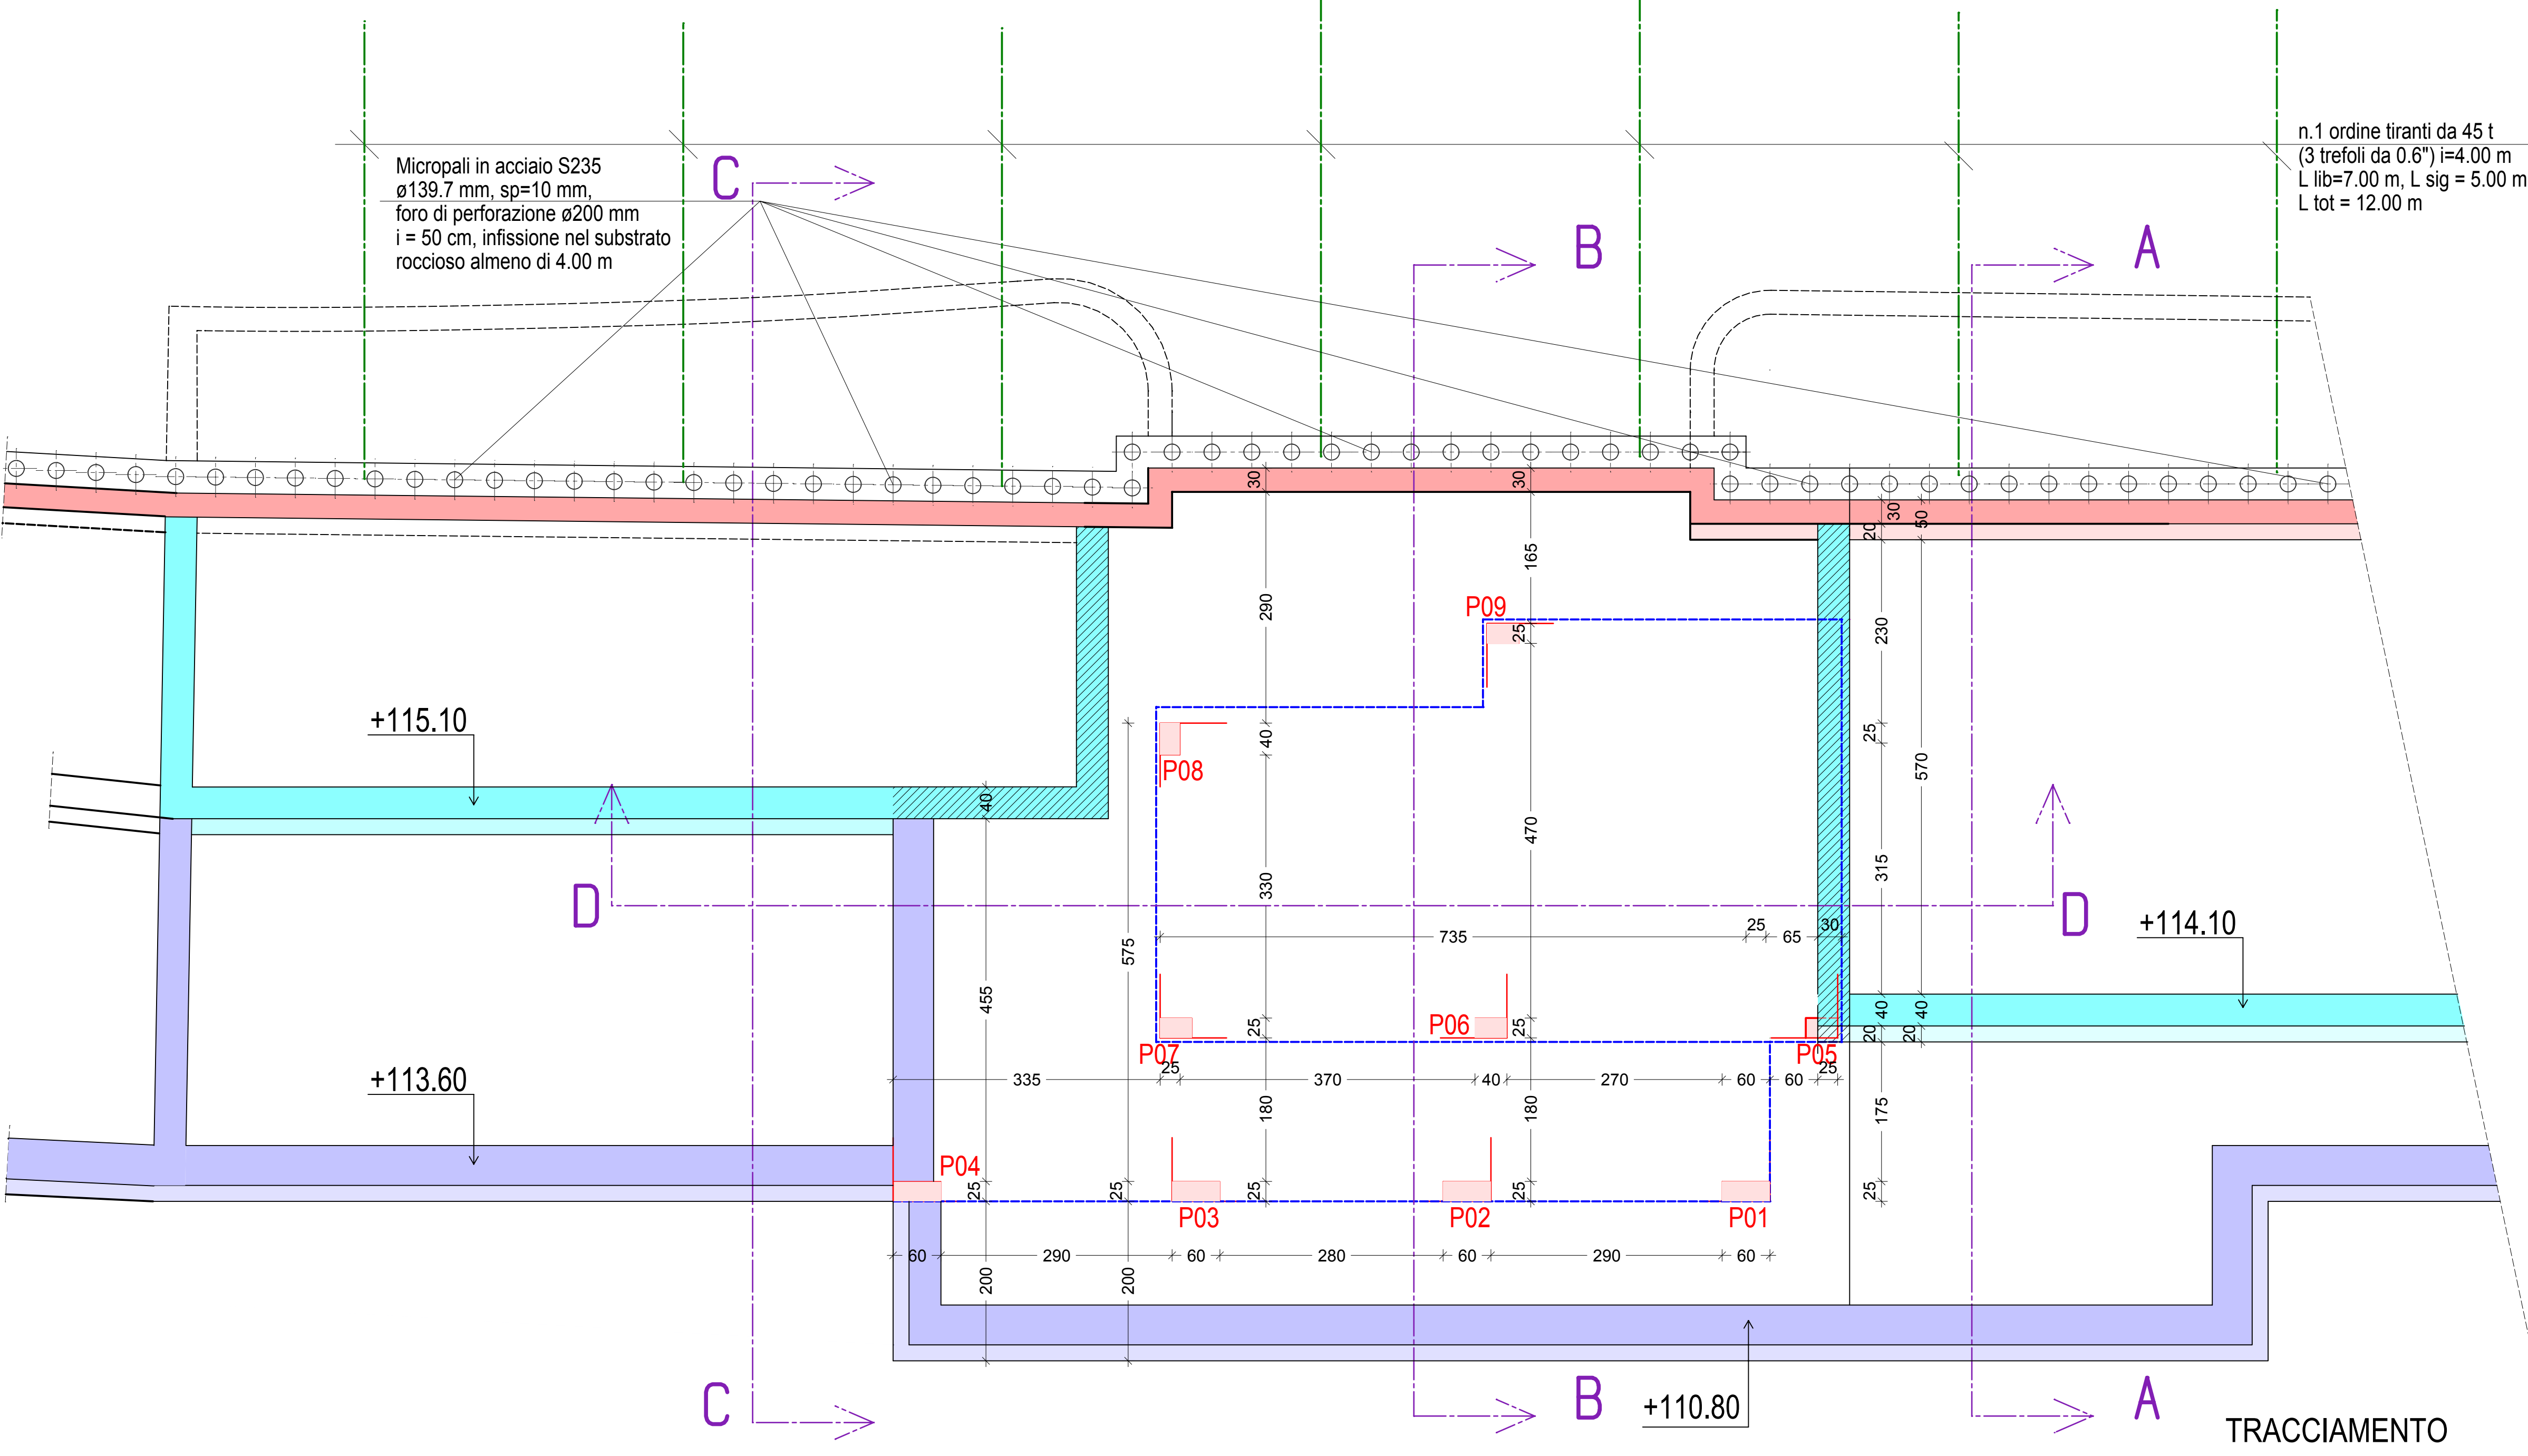 n.1 ordine tiranti da 45 t
(3 trefoli da 0.6") i=4.00 m
L lib=7.00 m, L sig = 5.00 m
L tot = 12.00 m
Micropali in acciaio S235
ø139.7 mm, sp=10 mm,
foro di perforazione ø200 mm
i = 50 cm, infissione nel substrato
roccioso almeno di 4.00 m
C
B
A
30
30
30
50
20
165
290
P09
25
230
+115.10
25
40
570
P08
40
470
330
315
D
D
455
575
735
25
65
30
+114.10
25
25
40
40
P06
20
20
P07
P05
+113.60
25
335
370
40
270
60
60
25
180
180
175
P04
25
25
25
25
25
P03
P02
P01
60
290
60
280
60
290
60
200
200
C
B
+110.80
A
TRACCIAMENTO